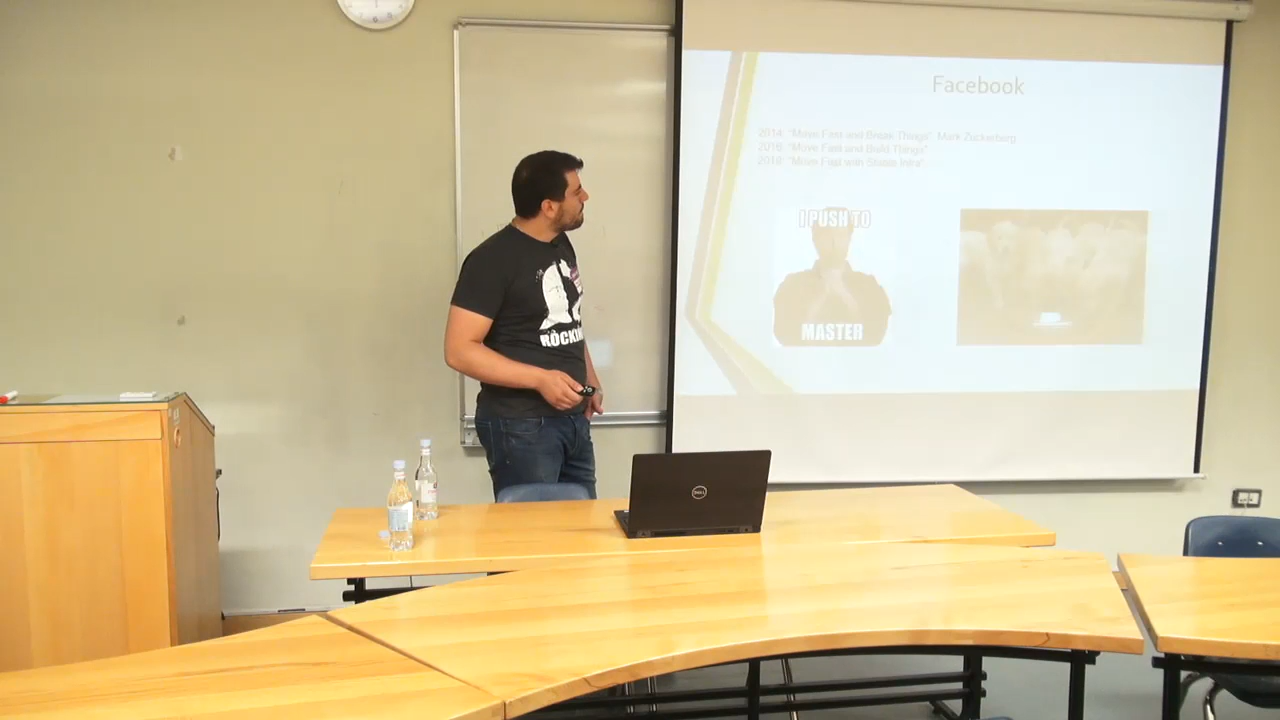 Facebook
2014: "Move Fast and Break Things". Mark Zuckerberg
2016: "Move Fast and Build Things"
2018: "Move Fast with Stable Infra"
I PUSH TO
MASTER
ROCKIN
DELL